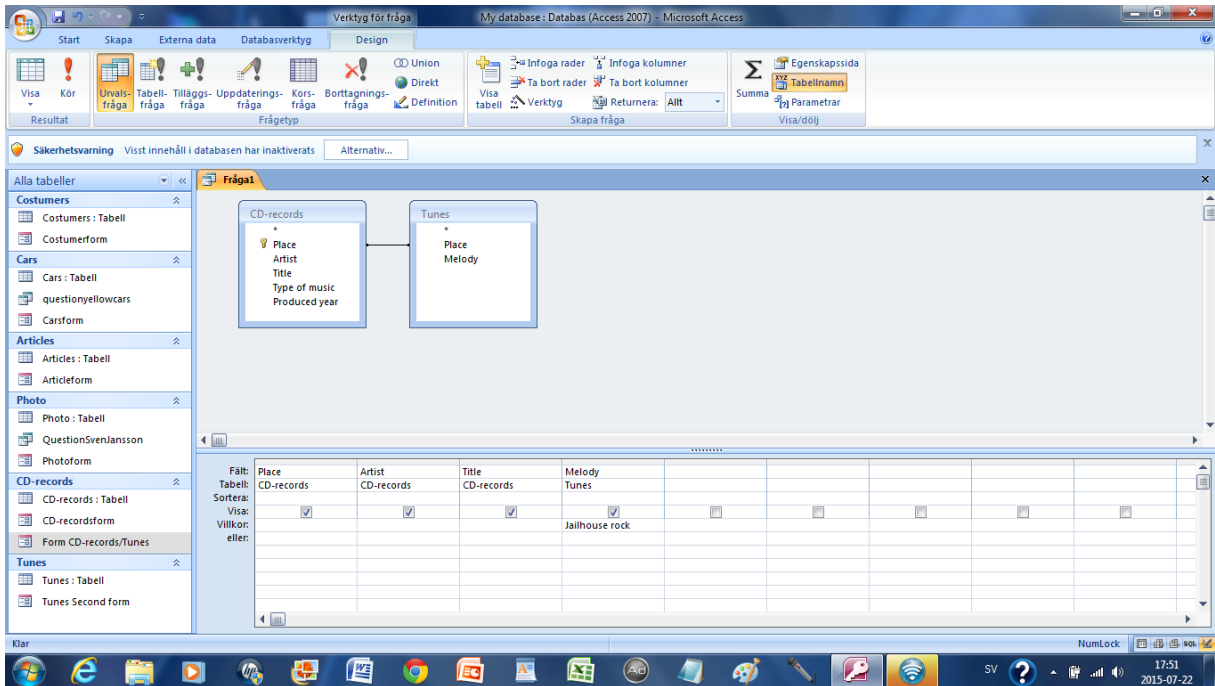 Verktyg för fråga
My database : Databas (Access 2007) - Microsoft Access
Start Skapa Externa data Databasverktyg Design
Visa
Kör
Resultat
Urvals-fråga
Tabell-fråga
Tilläggs-fråga
Uppdaterings-fråga
Kors-fråga
Borttagnings-fråga
Union
Direkt
Definition
Frågetyp
Visa tabell
Infoga rader
Ta bort rader
Verktyg
Infoga kolumner
Ta bort kolumner
Returnera: Allt
Skapa fråga
Summa
Egenskapssida
XYZ Tabellnamn
[?] Parametrar
Visa/dölj
Säkerhetsvarning Visst innehåll i databasen har inaktiverats Alternativ...
Alla tabeller
Costumers
Costumers : Tabell
Costumerform
Cars
Cars : Tabell
questionyellowcars
Carsform
Articles
Articles : Tabell
Articleform
Photo
Photo : Tabell
QuestionSvenJansson
Photoform
CD-records
CD-records : Tabell
CD-recordsform
Form CD-records/Tunes
Tunes
Tunes : Tabell
Tunes Second form
Fråga1
CD-records
*
Place
Artist
Title
Type of music
Produced year
Tunes
*
Place
Melody
Fält: Place Artist Title Melody
Tabell: CD-records CD-records CD-records Tunes
Sortera:
Visa:
Villkor: Jailhouse rock
eller:
Klar
NumLock
SQL
hp
Ad
SV
17:51
2015-07-22